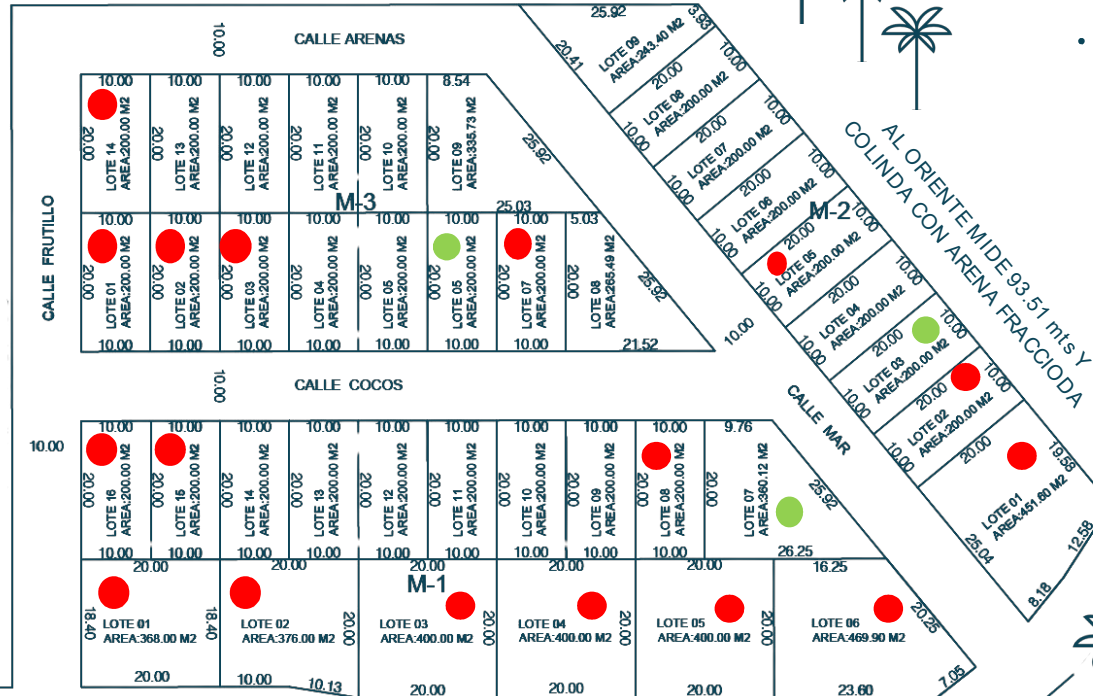 25.92
3.93
10.00
CALLE ARENAS
20.41
LOTE 09
AREA:243.40 M2
10.00
20.00
LOTE 08
AREA:200.00 M2
10.00
10.00
20.00
LOTE 07
AREA:200.00 M2
10.00
10.00
20.00
LOTE 06
AREA:200.00 M2
10.00
M-2
10.00
20.00
LOTE 05
AREA:200.00 M2
10.00
10.00
20.00
LOTE 04
AREA:200.00 M2
10.00
10.00
20.00
LOTE 03
AREA:200.00 M2
10.00
10.00
20.00
LOTE 02
AREA:200.00 M2
10.00
20.00
19.58
LOTE 01
AREA:451.60 M2
25.04
12.58
8.18
AL ORIENTE MIDE 93.51 mts Y
COLINDA CON ARENA FRACCIODA
10.00 10.00 10.00 10.00 10.00 8.54
20.00
LOTE 14
AREA:200.00 M2
20.00
LOTE 13
AREA:200.00 M2
20.00
LOTE 12
AREA:200.00 M2
20.00
LOTE 11
AREA:200.00 M2
20.00
LOTE 10
AREA:200.00 M2
20.00
LOTE 09
AREA:335.73 M2
25.92
M-3
25.03
10.00 10.00 10.00 10.00 10.00 10.00 10.00 5.03
CALLE FRUTILLO
20.00
LOTE 01
AREA:200.00 M2
20.00
LOTE 02
AREA:200.00 M2
20.00
LOTE 03
AREA:200.00 M2
20.00
LOTE 04
AREA:200.00 M2
20.00
LOTE 05
AREA:200.00 M2
20.00
LOTE 05
AREA:200.00 M2
20.00
LOTE 07
AREA:200.00 M2
20.00
LOTE 08
AREA:265.49 M2
25.92
10.00 10.00 10.00 10.00 10.00 10.00 10.00 21.52
10.00
10.00
CALLE COCOS
CALLE MAR
10.00
10.00 10.00 10.00 10.00 10.00 10.00 10.00 10.00 10.00 9.76
20.00
LOTE 16
AREA:200.00 M2
20.00
LOTE 15
AREA:200.00 M2
20.00
LOTE 14
AREA:200.00 M2
20.00
LOTE 13
AREA:200.00 M2
20.00
LOTE 12
AREA:200.00 M2
20.00
LOTE 11
AREA:200.00 M2
20.00
LOTE 10
AREA:200.00 M2
20.00
LOTE 09
AREA:200.00 M2
20.00
LOTE 08
AREA:200.00 M2
20.00
LOTE 07
AREA:360.12 M2
25.92
10.00 10.00 10.00 10.00 10.00 10.00 10.00 10.00 10.00 26.25
20.00 20.00 20.00 20.00 20.00 16.25
M-1
18.40
LOTE 01
AREA:368.00 M2
18.40
LOTE 02
AREA:376.00 M2
20.00
LOTE 03
AREA:400.00 M2
20.00
LOTE 04
AREA:400.00 M2
20.00
LOTE 05
AREA:400.00 M2
20.00
LOTE 06
AREA:469.90 M2
20.25
7.05
20.00 10.00 10.13 20.00 20.00 20.00 23.60